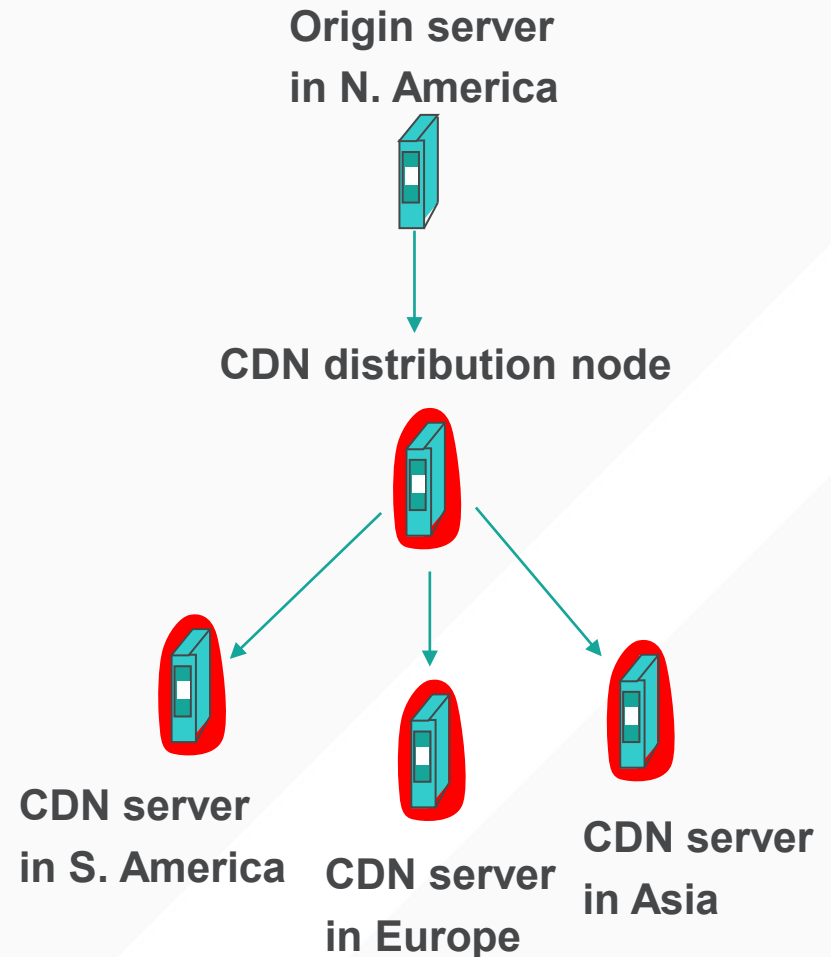 Origin server
in N. America
CDN distribution node
CDN server
in S. America
CDN server
in Europe
CDN server
in Asia